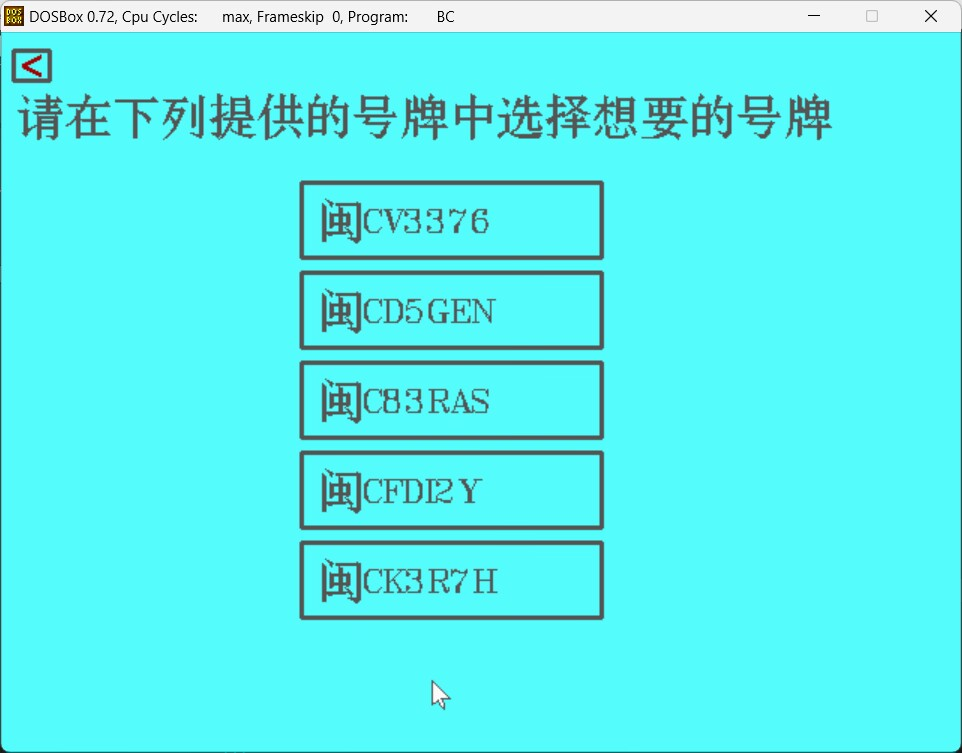 DOSBox 0.72, Cpu Cycles: max, Frameskip 0, Program: BC
<
请在下列提供的号牌中选择想要的号牌
闽CV3376
闽CD5GEN
闽C83RAS
闽CFDI2Y
闽CK3R7H